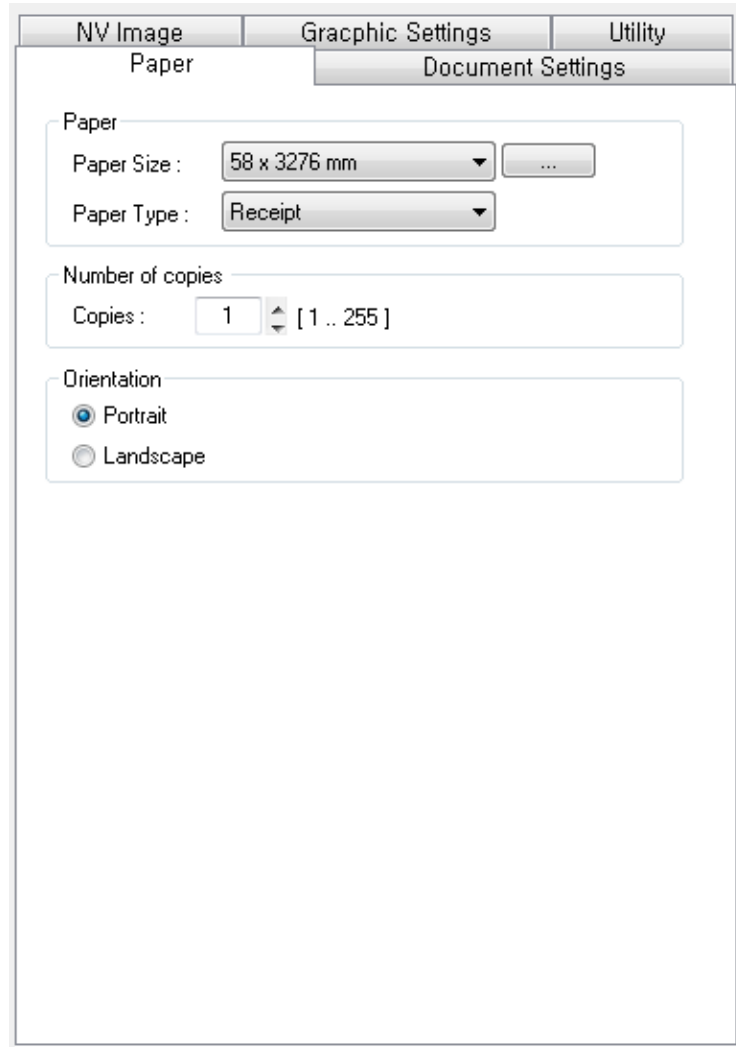 NV Image Gracphic Settings Utility
Paper Document Settings
Paper
Paper Size : 58 x 3276 mm ...
Paper Type : Receipt
Number of copies
Copies : 1 [ 1 .. 255 ]
Orientation
Portrait
Landscape